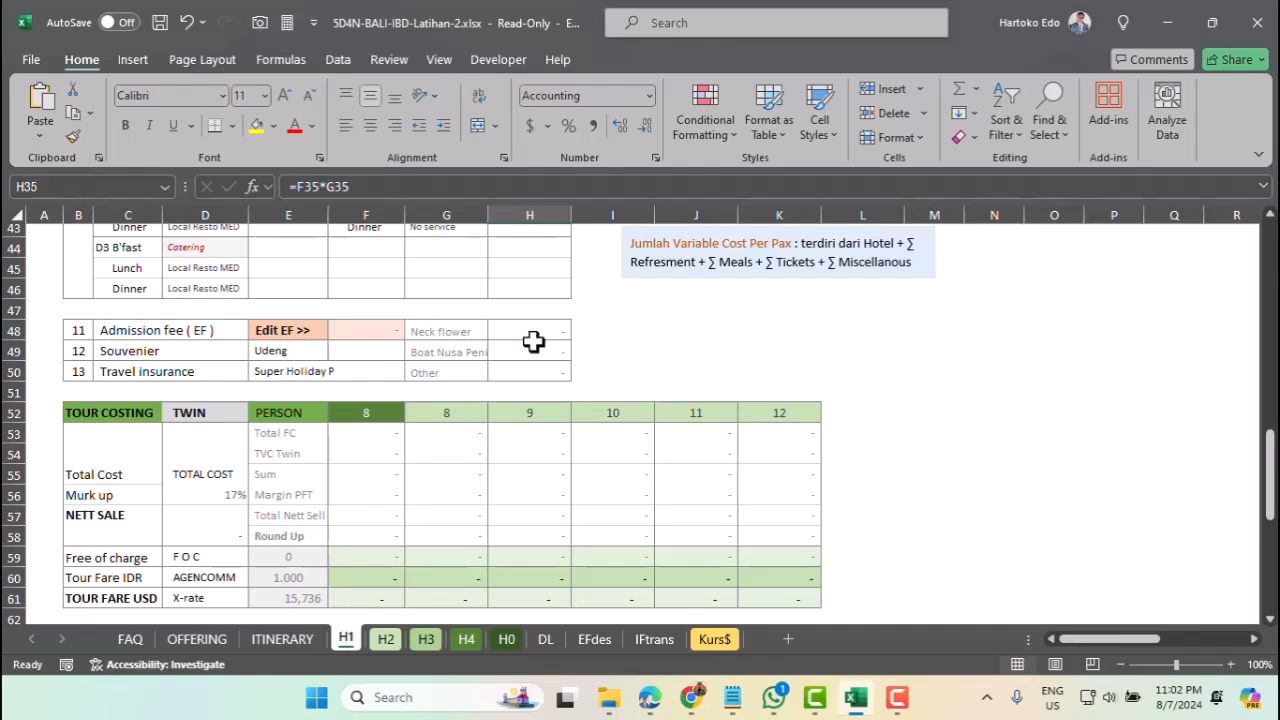 AutoSave Off 5D4N-BALI-IBD-Latihan-2.xlsx - Read-Only - E... Search Hartoko Edo
File Home Insert Page Layout Formulas Data Review View Developer Help Comments Share
Paste Calibri 11 Accounting Conditional Formatting Format as Table Cell Styles Insert Delete Format Sort & Filter Find & Select Add-ins Analyze Data
Clipboard Font Alignment Number Styles Cells Editing Add-ins
H35 fx =F35*G35
A B C D E F G H I J K L M N O P Q R
43 Dinner Local Resto MED Dinner No service
44 D3 B'fast Catering
45 Lunch Local Resto MED
46 Dinner Local Resto MED
Jumlah Variable Cost Per Pax : terdiri dari Hotel + ∑
Refresment + ∑ Meals + ∑ Tickets + ∑ Miscellanous
47
48 11 Admission fee ( EF ) Edit EF >> - Neck flower -
49 12 Souvenier Udeng Boat Nusa Peni -
50 13 Travel insurance Super Holiday P Other -
51
52 TOUR COSTING TWIN PERSON 8 8 9 10 11 12
53 Total FC - - - - - -
54 TVC Twin - - - - - -
55 Total Cost TOTAL COST Sum - - - - - -
56 Murk up 17% Margin PFT - - - - - -
57 NETT SALE Total Nett Sell - - - - - -
58 - Round Up - - - - - -
59 Free of charge F O C 0 - - - - - -
60 Tour Fare IDR AGENCOMM 1.000 - - - - - -
61 TOUR FARE USD X-rate 15,736 - - - - - -
62
FAQ OFFERING ITINERARY H1 H2 H3 H4 H0 DL EFdes IFtrans Kurs$
Ready Accessibility: Investigate 100%
Search 1 ENG US 11:02 PM 8/7/2024 PRE